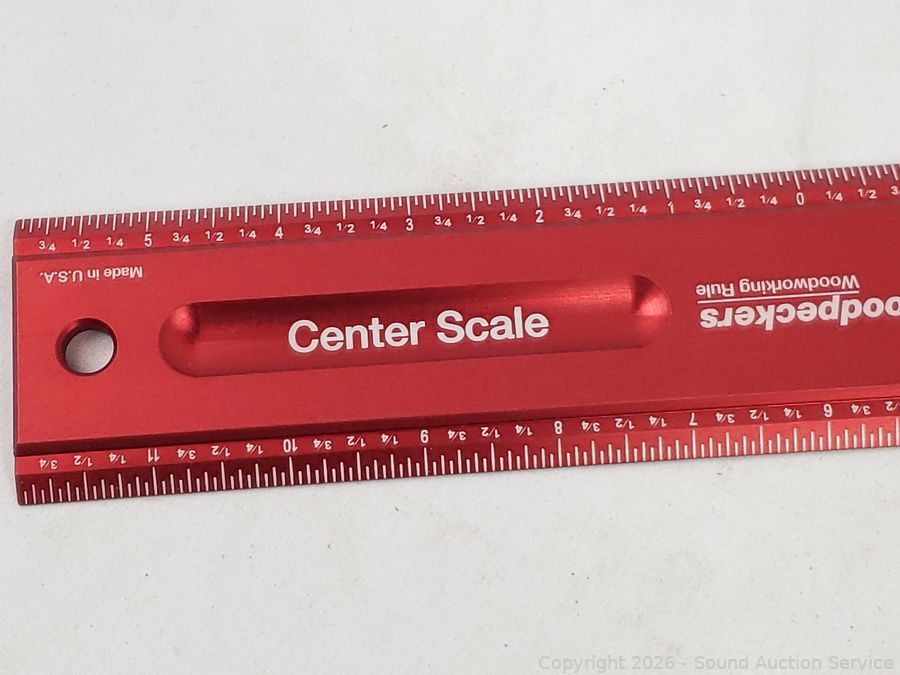 3/4 1/2 1/4 5 3/4 1/2 1/4 4 3/4 1/2 1/4 3 3/4 1/2 1/4 2 3/4 1/2 1/4 1 3/4 1/2 1/4 0 1/4 1/2 3/4
Made in U.S.A.
Center Scale
oodpeckers
Woodworking Rule
3/4 1/2 1/4 11 3/4 1/2 1/4 10 3/4 1/2 1/4 9 3/4 1/2 1/4 8 3/4 1/2 1/4 7 3/4 1/2 1/4 6 3/4 1/2
Copyright 2026 - Sound Auction Service